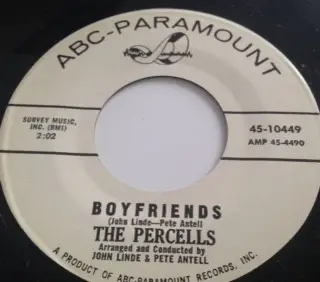 ABC-PARAMOUNT
SURVEY MUSIC,
INC. (BMI)
2:02
45-10449
AMP 45-4490
BOYFRIENDS
(John Linde—Pete Antell)
THE PERCELLS
Arranged and Conducted by
JOHN LINDE & PETE ANTELL
A PRODUCT OF ABC-PARAMOUNT RECORDS, INC.